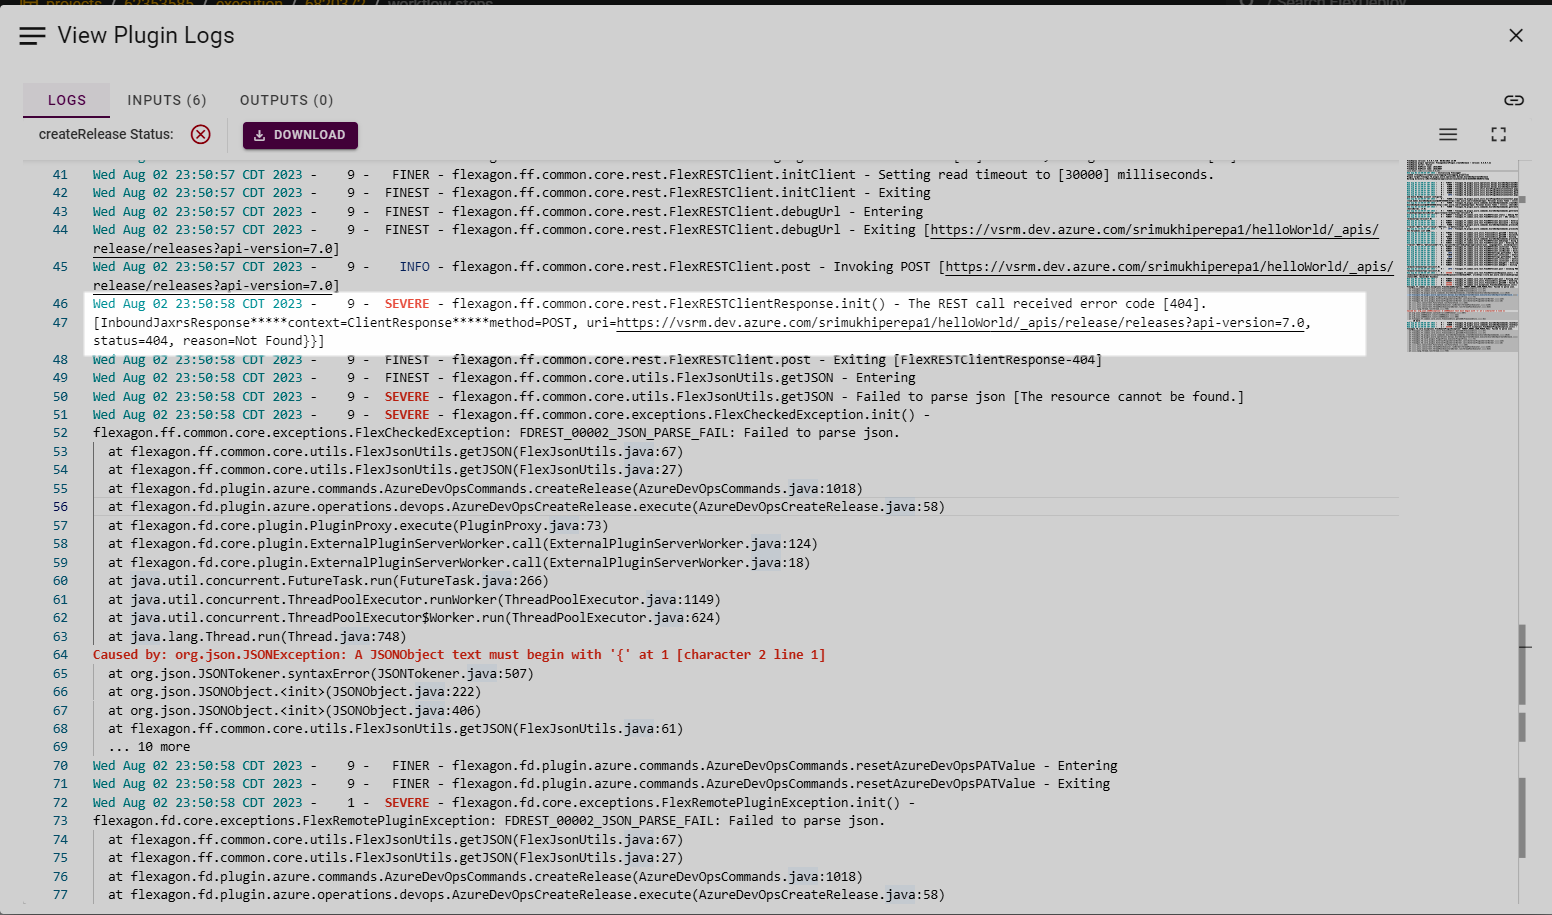 projects / 62353585 / execution / 6820372 / workflow steps
Search FlexDeploy
View Plugin Logs
LOGS
INPUTS (6)
OUTPUTS (0)
createRelease Status:
DOWNLOAD
41 Wed Aug 02 23:50:57 CDT 2023 - 9 - FINER - flexagon.ff.common.core.rest.FlexRESTClient.initClient - Setting read timeout to [30000] milliseconds.
42 Wed Aug 02 23:50:57 CDT 2023 - 9 - FINEST - flexagon.ff.common.core.rest.FlexRESTClient.initClient - Exiting
43 Wed Aug 02 23:50:57 CDT 2023 - 9 - FINEST - flexagon.ff.common.core.rest.FlexRESTClient.debugUrl - Entering
44 Wed Aug 02 23:50:57 CDT 2023 - 9 - FINEST - flexagon.ff.common.core.rest.FlexRESTClient.debugUrl - Exiting [https://vsrm.dev.azure.com/srimukhiperepa1/helloWorld/_apis/
release/releases?api-version=7.0]
45 Wed Aug 02 23:50:57 CDT 2023 - 9 - INFO - flexagon.ff.common.core.rest.FlexRESTClient.post - Invoking POST [https://vsrm.dev.azure.com/srimukhiperepa1/helloWorld/_apis/
release/releases?api-version=7.0]
46 Wed Aug 02 23:50:58 CDT 2023 - 9 - SEVERE - flexagon.ff.common.core.rest.FlexRESTClientResponse.init() - The REST call received error code [404].
47 [InboundJaxrsResponse*****context=ClientResponse*****method=POST, uri=https://vsrm.dev.azure.com/srimukhiperepa1/helloWorld/_apis/release/releases?api-version=7.0,
status=404, reason=Not Found}}]
48 Wed Aug 02 23:50:58 CDT 2023 - 9 - FINEST - flexagon.ff.common.core.rest.FlexRESTClient.post - Exiting [FlexRESTClientResponse-404]
49 Wed Aug 02 23:50:58 CDT 2023 - 9 - FINEST - flexagon.ff.common.core.utils.FlexJsonUtils.getJSON - Entering
50 Wed Aug 02 23:50:58 CDT 2023 - 9 - SEVERE - flexagon.ff.common.core.utils.FlexJsonUtils.getJSON - Failed to parse json [The resource cannot be found.]
51 Wed Aug 02 23:50:58 CDT 2023 - 9 - SEVERE - flexagon.ff.common.core.exceptions.FlexCheckedException.init() -
52 flexagon.ff.common.core.exceptions.FlexCheckedException: FDREST_00002_JSON_PARSE_FAIL: Failed to parse json.
53 at flexagon.ff.common.core.utils.FlexJsonUtils.getJSON(FlexJsonUtils.java:67)
54 at flexagon.ff.common.core.utils.FlexJsonUtils.getJSON(FlexJsonUtils.java:27)
55 at flexagon.fd.plugin.azure.commands.AzureDevOpsCommands.createRelease(AzureDevOpsCommands.java:1018)
56 at flexagon.fd.plugin.azure.operations.devops.AzureDevOpsCreateRelease.execute(AzureDevOpsCreateRelease.java:58)
57 at flexagon.fd.core.plugin.PluginProxy.execute(PluginProxy.java:73)
58 at flexagon.fd.core.plugin.ExternalPluginServerWorker.call(ExternalPluginServerWorker.java:124)
59 at flexagon.fd.core.plugin.ExternalPluginServerWorker.call(ExternalPluginServerWorker.java:18)
60 at java.util.concurrent.FutureTask.run(FutureTask.java:266)
61 at java.util.concurrent.ThreadPoolExecutor.runWorker(ThreadPoolExecutor.java:1149)
62 at java.util.concurrent.ThreadPoolExecutor$Worker.run(ThreadPoolExecutor.java:624)
63 at java.lang.Thread.run(Thread.java:748)
64 Caused by: org.json.JSONException: A JSONObject text must begin with '{' at 1 [character 2 line 1]
65 at org.json.JSONTokener.syntaxError(JSONTokener.java:507)
66 at org.json.JSONObject.<init>(JSONObject.java:222)
67 at org.json.JSONObject.<init>(JSONObject.java:406)
68 at flexagon.ff.common.core.utils.FlexJsonUtils.getJSON(FlexJsonUtils.java:61)
69 ... 10 more
70 Wed Aug 02 23:50:58 CDT 2023 - 9 - FINER - flexagon.fd.plugin.azure.commands.AzureDevOpsCommands.resetAzureDevOpsPATValue - Entering
71 Wed Aug 02 23:50:58 CDT 2023 - 9 - FINER - flexagon.fd.plugin.azure.commands.AzureDevOpsCommands.resetAzureDevOpsPATValue - Exiting
72 Wed Aug 02 23:50:58 CDT 2023 - 1 - SEVERE - flexagon.fd.core.exceptions.FlexRemotePluginException.init() -
73 flexagon.fd.core.exceptions.FlexRemotePluginException: FDREST_00002_JSON_PARSE_FAIL: Failed to parse json.
74 at flexagon.ff.common.core.utils.FlexJsonUtils.getJSON(FlexJsonUtils.java:67)
75 at flexagon.ff.common.core.utils.FlexJsonUtils.getJSON(FlexJsonUtils.java:27)
76 at flexagon.fd.plugin.azure.commands.AzureDevOpsCommands.createRelease(AzureDevOpsCommands.java:1018)
77 at flexagon.fd.plugin.azure.operations.devops.AzureDevOpsCreateRelease.execute(AzureDevOpsCreateRelease.java:58)